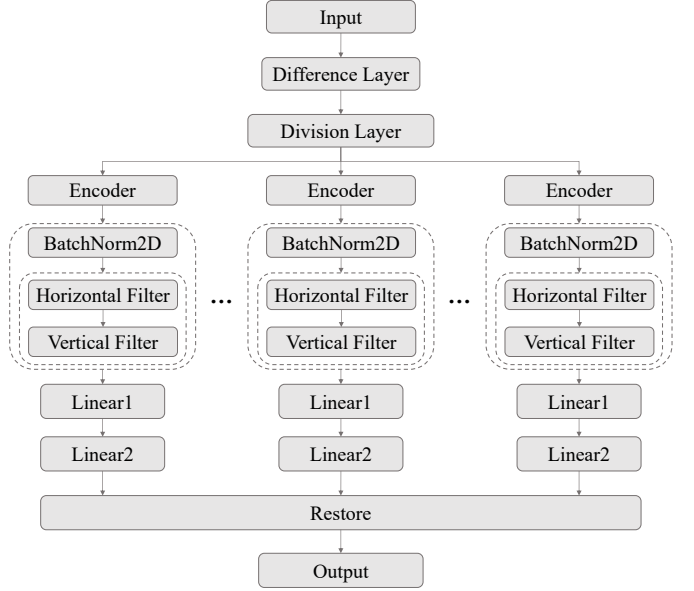 Input
Difference Layer
Division Layer
Encoder Encoder Encoder
BatchNorm2D BatchNorm2D BatchNorm2D
Horizontal Filter ... Horizontal Filter ... Horizontal Filter
Vertical Filter Vertical Filter Vertical Filter
Linear1 Linear1 Linear1
Linear2 Linear2 Linear2
Restore
Output